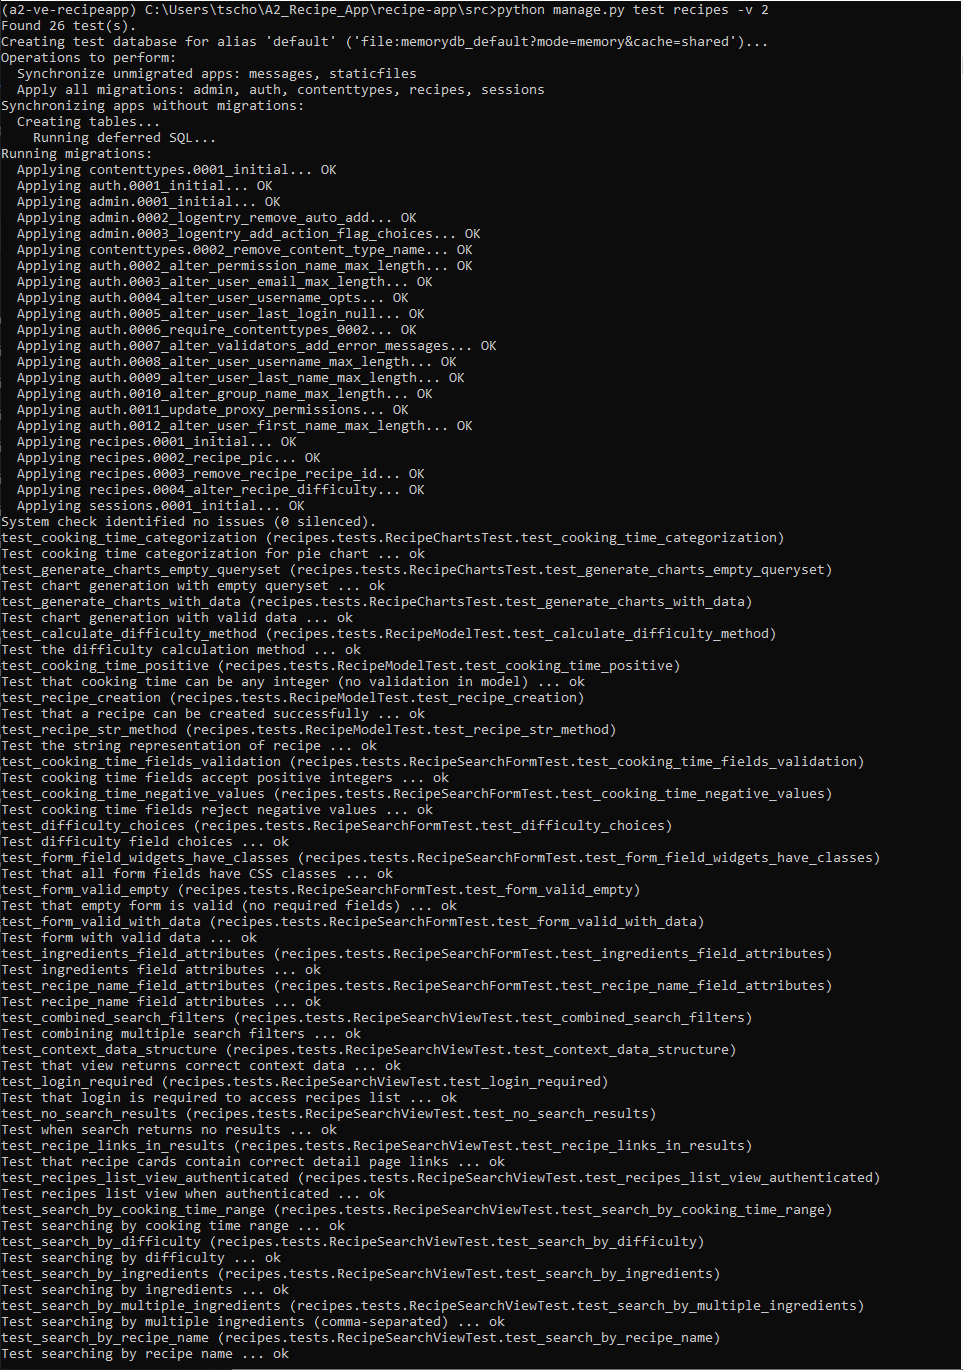 (a2-ve-recipeapp) C:\Users\tscho\A2_Recipe_App\recipe-app\src>python manage.py test recipes -v 2
Found 26 test(s).
Creating test database for alias 'default' ('file:memorydb_default?mode=memory&cache=shared')...
Operations to perform:
  Synchronize unmigrated apps: messages, staticfiles
  Apply all migrations: admin, auth, contenttypes, recipes, sessions
Synchronizing apps without migrations:
  Creating tables...
    Running deferred SQL...
Running migrations:
  Applying contenttypes.0001_initial... OK
  Applying auth.0001_initial... OK
  Applying admin.0001_initial... OK
  Applying admin.0002_logentry_remove_auto_add... OK
  Applying admin.0003_logentry_add_action_flag_choices... OK
  Applying contenttypes.0002_remove_content_type_name... OK
  Applying auth.0002_alter_permission_name_max_length... OK
  Applying auth.0003_alter_user_email_max_length... OK
  Applying auth.0004_alter_user_username_opts... OK
  Applying auth.0005_alter_user_last_login_null... OK
  Applying auth.0006_require_contenttypes_0002... OK
  Applying auth.0007_alter_validators_add_error_messages... OK
  Applying auth.0008_alter_user_username_max_length... OK
  Applying auth.0009_alter_user_last_name_max_length... OK
  Applying auth.0010_alter_group_name_max_length... OK
  Applying auth.0011_update_proxy_permissions... OK
  Applying auth.0012_alter_user_first_name_max_length... OK
  Applying recipes.0001_initial... OK
  Applying recipes.0002_recipe_pic... OK
  Applying recipes.0003_remove_recipe_recipe_id... OK
  Applying recipes.0004_alter_recipe_difficulty... OK
  Applying sessions.0001_initial... OK
System check identified no issues (0 silenced).
test_cooking_time_categorization (recipes.tests.RecipeChartsTest.test_cooking_time_categorization)
Test cooking time categorization for pie chart ... ok
test_generate_charts_empty_queryset (recipes.tests.RecipeChartsTest.test_generate_charts_empty_queryset)
Test chart generation with empty queryset ... ok
test_generate_charts_with_data (recipes.tests.RecipeChartsTest.test_generate_charts_with_data)
Test chart generation with valid data ... ok
test_calculate_difficulty_method (recipes.tests.RecipeModelTest.test_calculate_difficulty_method)
Test the difficulty calculation method ... ok
test_cooking_time_positive (recipes.tests.RecipeModelTest.test_cooking_time_positive)
Test that cooking time can be any integer (no validation in model) ... ok
test_recipe_creation (recipes.tests.RecipeModelTest.test_recipe_creation)
Test that a recipe can be created successfully ... ok
test_recipe_str_method (recipes.tests.RecipeModelTest.test_recipe_str_method)
Test the string representation of recipe ... ok
test_cooking_time_fields_validation (recipes.tests.RecipeSearchFormTest.test_cooking_time_fields_validation)
Test cooking time fields accept positive integers ... ok
test_cooking_time_negative_values (recipes.tests.RecipeSearchFormTest.test_cooking_time_negative_values)
Test cooking time fields reject negative values ... ok
test_difficulty_choices (recipes.tests.RecipeSearchFormTest.test_difficulty_choices)
Test difficulty field choices ... ok
test_form_field_widgets_have_classes (recipes.tests.RecipeSearchFormTest.test_form_field_widgets_have_classes)
Test that all form fields have CSS classes ... ok
test_form_valid_empty (recipes.tests.RecipeSearchFormTest.test_form_valid_empty)
Test that empty form is valid (no required fields) ... ok
test_form_valid_with_data (recipes.tests.RecipeSearchFormTest.test_form_valid_with_data)
Test form with valid data ... ok
test_ingredients_field_attributes (recipes.tests.RecipeSearchFormTest.test_ingredients_field_attributes)
Test ingredients field attributes ... ok
test_recipe_name_field_attributes (recipes.tests.RecipeSearchFormTest.test_recipe_name_field_attributes)
Test recipe_name field attributes ... ok
test_combined_search_filters (recipes.tests.RecipeSearchViewTest.test_combined_search_filters)
Test combining multiple search filters ... ok
test_context_data_structure (recipes.tests.RecipeSearchViewTest.test_context_data_structure)
Test that view returns correct context data ... ok
test_login_required (recipes.tests.RecipeSearchViewTest.test_login_required)
Test that login is required to access recipes list ... ok
test_no_search_results (recipes.tests.RecipeSearchViewTest.test_no_search_results)
Test when search returns no results ... ok
test_recipe_links_in_results (recipes.tests.RecipeSearchViewTest.test_recipe_links_in_results)
Test that recipe cards contain correct detail page links ... ok
test_recipes_list_view_authenticated (recipes.tests.RecipeSearchViewTest.test_recipes_list_view_authenticated)
Test recipes list view when authenticated ... ok
test_search_by_cooking_time_range (recipes.tests.RecipeSearchViewTest.test_search_by_cooking_time_range)
Test searching by cooking time range ... ok
test_search_by_difficulty (recipes.tests.RecipeSearchViewTest.test_search_by_difficulty)
Test searching by difficulty ... ok
test_search_by_ingredients (recipes.tests.RecipeSearchViewTest.test_search_by_ingredients)
Test searching by ingredients ... ok
test_search_by_multiple_ingredients (recipes.tests.RecipeSearchViewTest.test_search_by_multiple_ingredients)
Test searching by multiple ingredients (comma-separated) ... ok
test_search_by_recipe_name (recipes.tests.RecipeSearchViewTest.test_search_by_recipe_name)
Test searching by recipe name ... ok